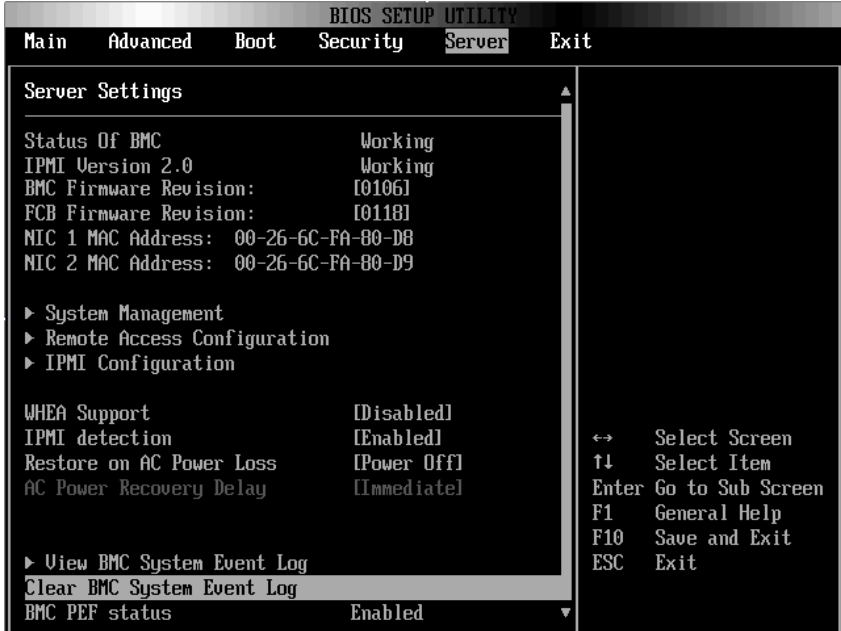 BIOS SETUP UTILITY
Main Advanced Boot Security Server Exit
Server Settings
Status Of BMC Working
IPMI Version 2.0 Working
BMC Firmware Revision: [0106]
FCB Firmware Revision: [0118]
NIC 1 MAC Address: 00-26-6C-FA-80-D8
NIC 2 MAC Address: 00-26-6C-FA-80-D9
▶ System Management
▶ Remote Access Configuration
▶ IPMI Configuration
WHEA Support [Disabled]
IPMI detection [Enabled]
Restore on AC Power Loss [Power Off]
AC Power Recovery Delay [Immediate]
▶ View BMC System Event Log
Clear BMC System Event Log
BMC PEF status Enabled
↔ Select Screen
↑↓ Select Item
Enter Go to Sub Screen
F1 General Help
F10 Save and Exit
ESC Exit